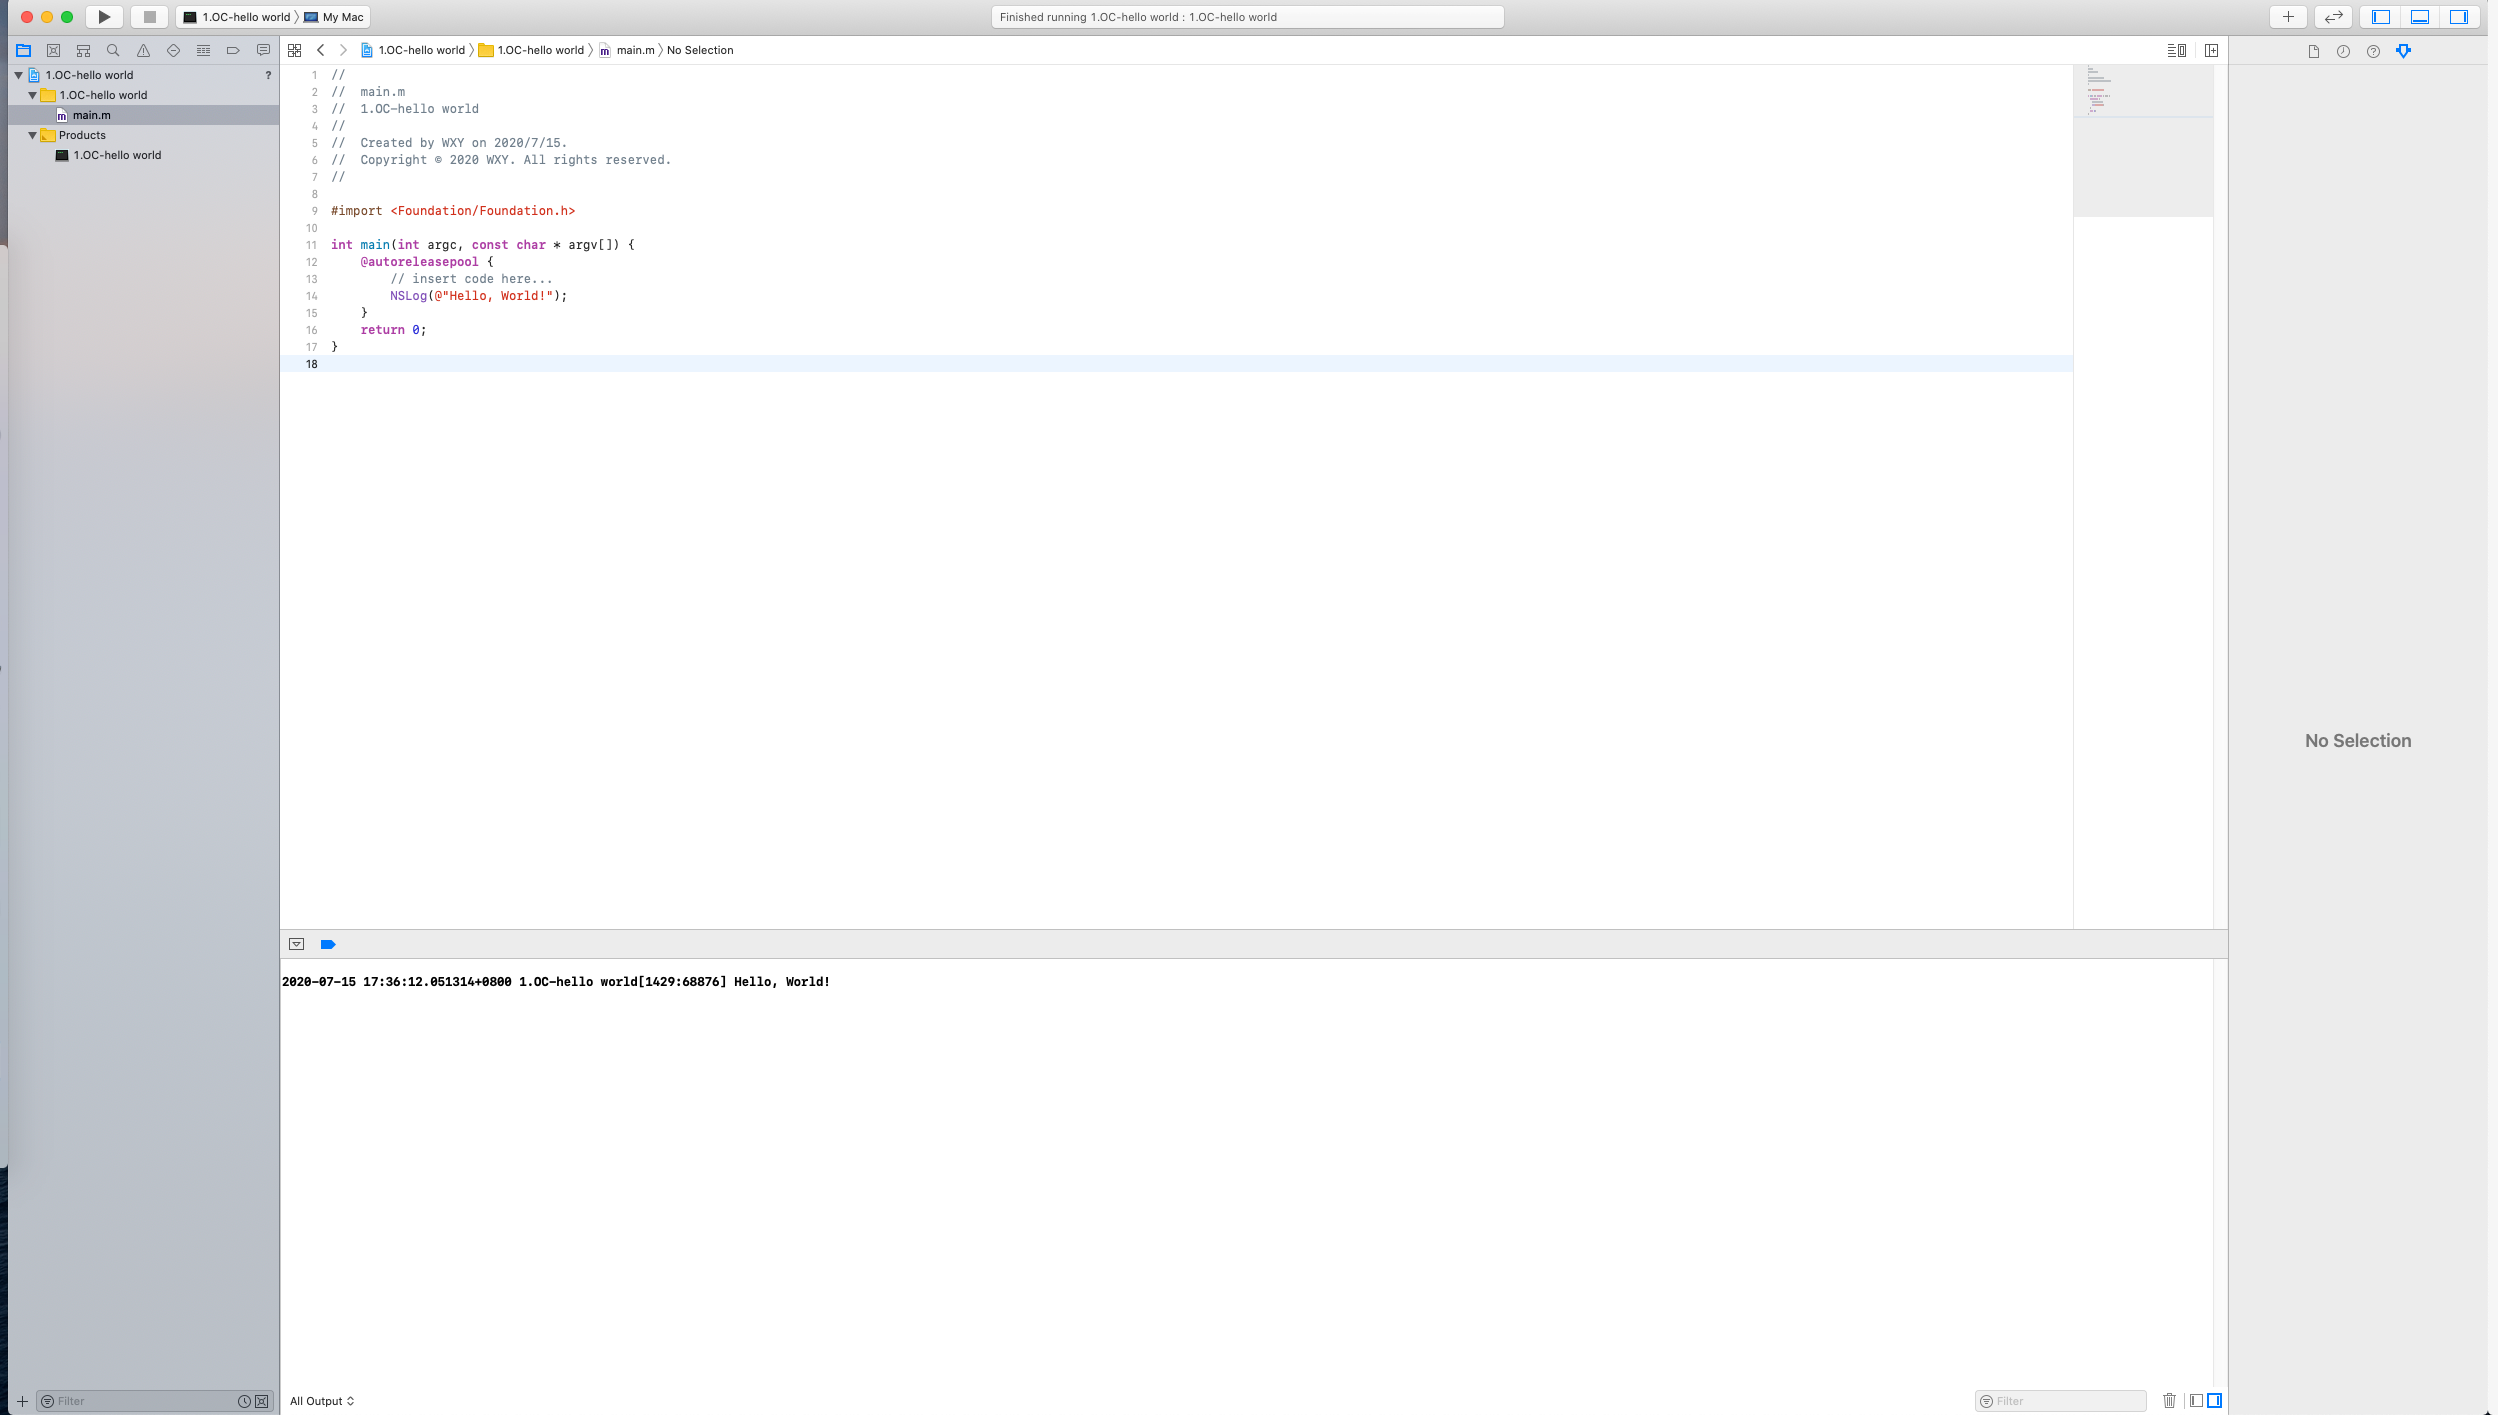 1.OC-hello world 〉 My Mac
Finished running 1.OC-hello world : 1.OC-hello world
1.OC-hello world 〉 1.OC-hello world 〉 main.m 〉 No Selection
1.OC-hello world ?
1.OC-hello world
main.m
Products
1.OC-hello world
1 //
2 //  main.m
3 //  1.OC-hello world
4 //
5 //  Created by WXY on 2020/7/15.
6 //  Copyright © 2020 WXY. All rights reserved.
7 //
8
9 #import <Foundation/Foundation.h>
10
11 int main(int argc, const char * argv[]) {
12     @autoreleasepool {
13         // insert code here...
14         NSLog(@"Hello, World!");
15     }
16     return 0;
17 }
18
No Selection
2020-07-15 17:36:12.051314+0800 1.OC-hello world[1429:68876] Hello, World!
Filter
All Output
Filter